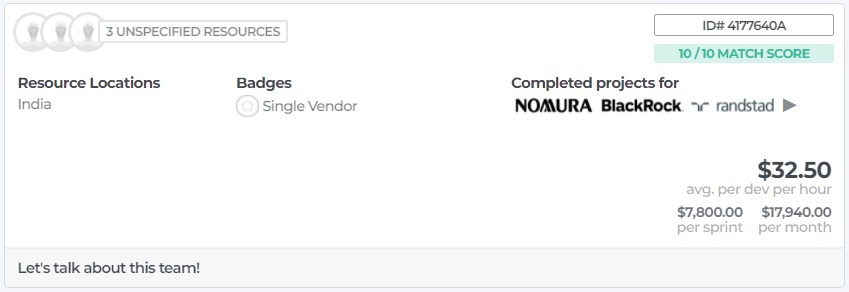 3 UNSPECIFIED RESOURCES
ID# 4177640A
10 / 10 MATCH SCORE
Resource Locations
India
Badges
Single Vendor
Completed projects for
NOMURA BlackRock. randstad
$32.50
avg. per dev per hour
$7,800.00 $17,940.00
per sprint per month
Let's talk about this team!